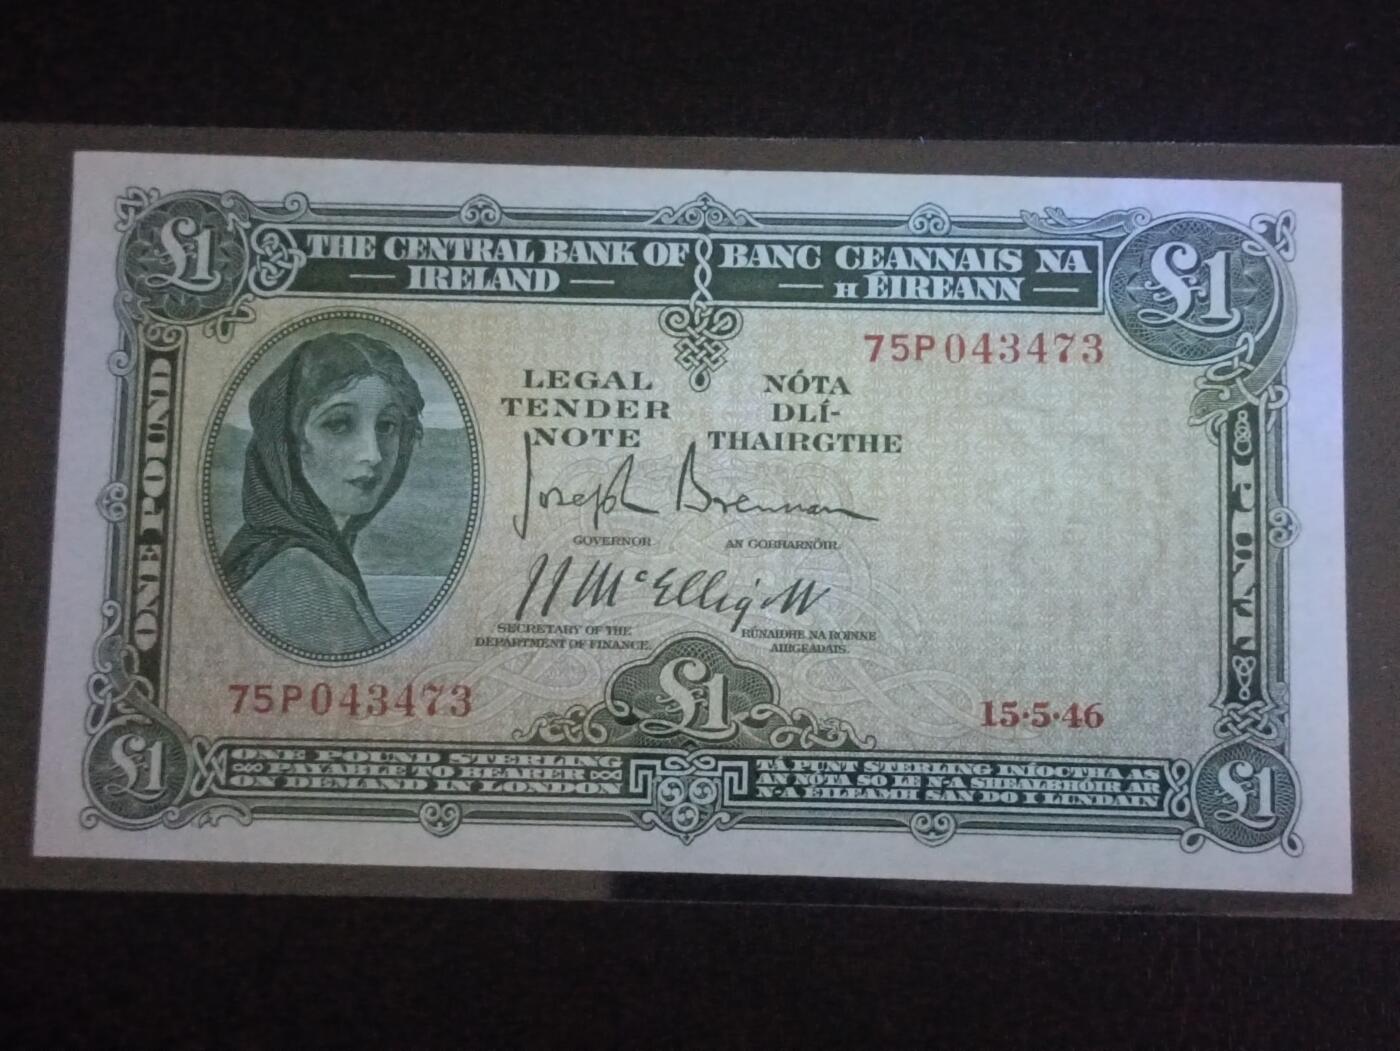 £1
THE CENTRAL BANK OF
IRELAND
BANC CEANNAIS NA
H ÉIREANN
£1
75P 043473
LEGAL
TENDER
NOTE
NÓTA
DLÍ-
THAIRGTHE
Joseph Brennan
GOVERNOR
AN GOBHARNÓIR.
J J McElligott
SECRETARY OF THE
DEPARTMENT OF FINANCE.
RÚNAIDHE NA ROINNE
AIRGEADAIS.
ONE POUND
75P 043473
£1
15·5·46
£1
ONE POUND STERLING
PAYABLE TO BEARER
ON DEMAND IN LONDON
TÁ PUNT STERLING INÍOCTHA AS
AN NÓTA SO LE N-A SHEALBHÓIR AR
N-A ÉILEAMH SAN DO I LUNDAIN
£1